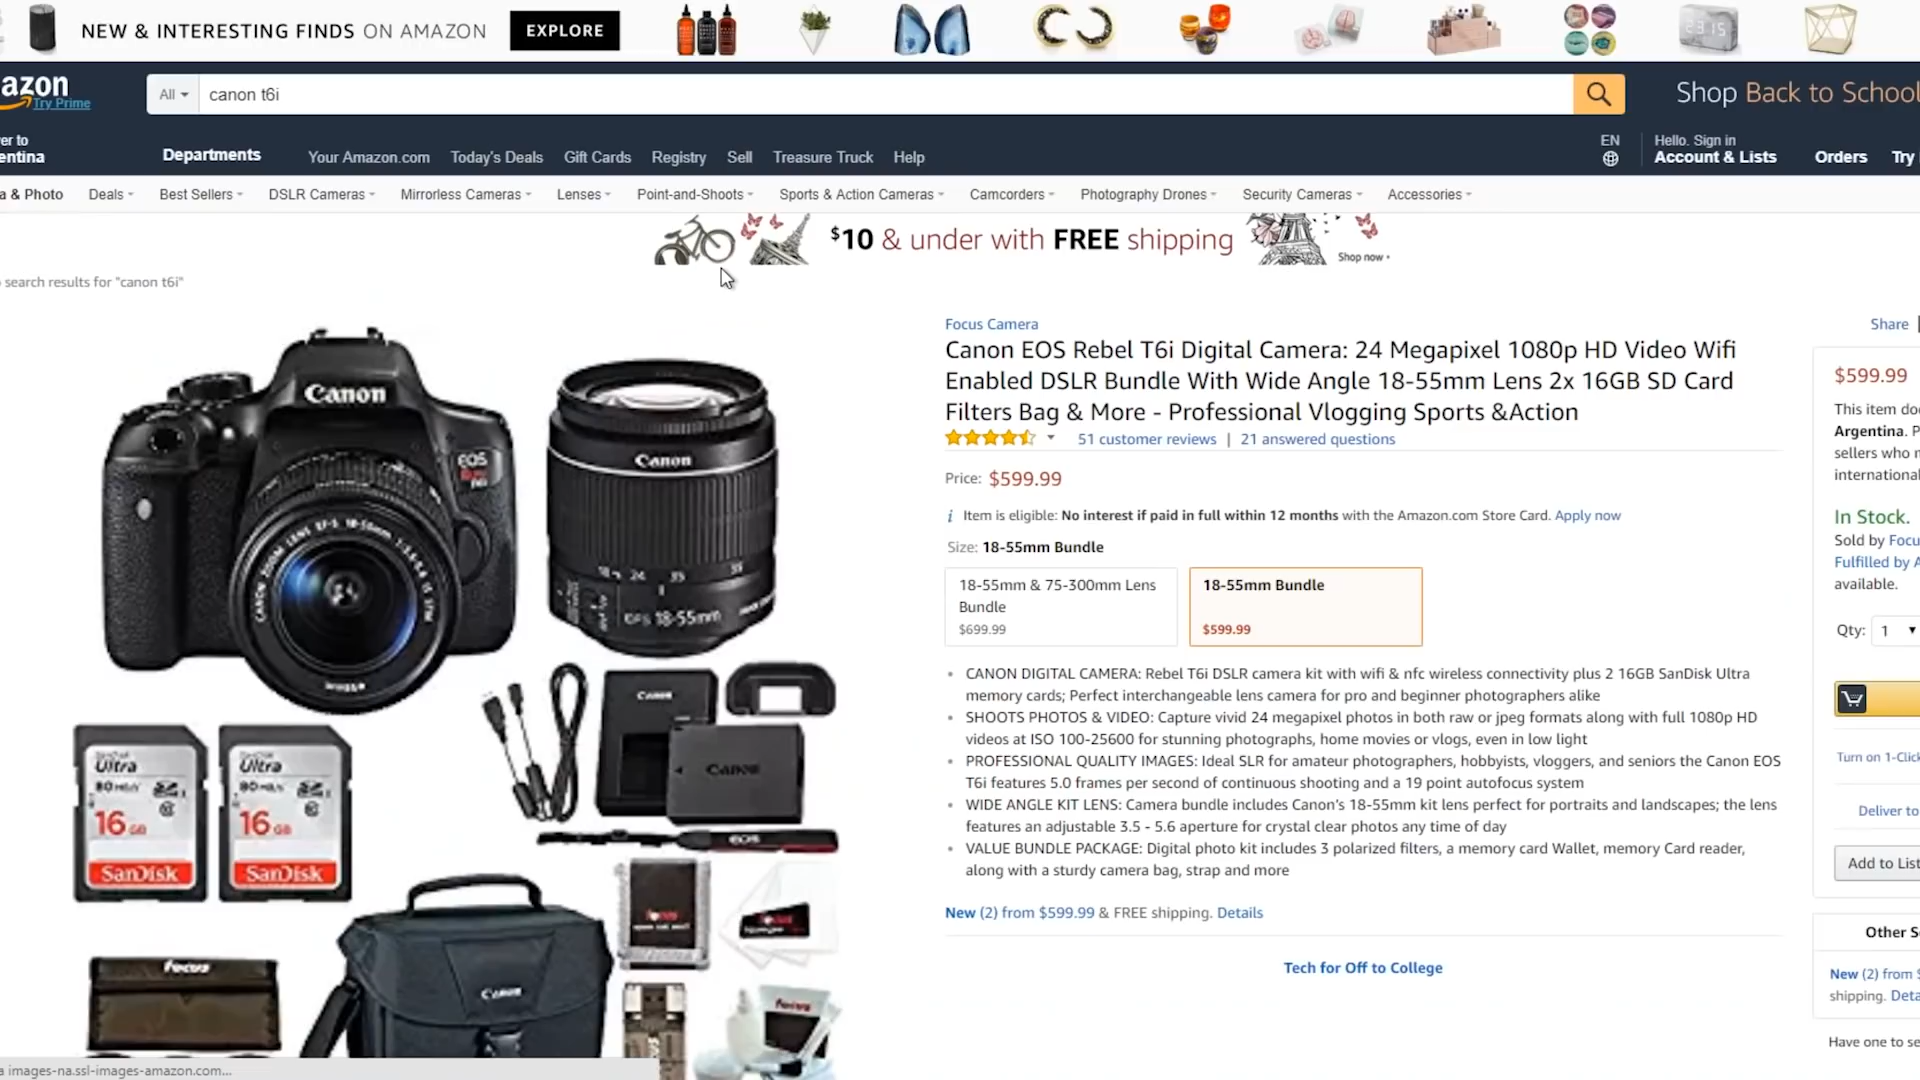 NEW & INTERESTING FINDS ON AMAZON
EXPLORE
azon
Try Prime
All
canon t6i
Shop Back to School
er to
entina
Departments
Your Amazon.com
Today's Deals
Gift Cards
Registry
Sell
Treasure Truck
Help
EN
Hello. Sign in
Account & Lists
Orders
Try
a & Photo
Deals
Best Sellers
DSLR Cameras
Mirrorless Cameras
Lenses
Point-and-Shoots
Sports & Action Cameras
Camcorders
Photography Drones
Security Cameras
Accessories
$10 & under with FREE shipping
Shop now
search results for "canon t6i"
Focus Camera
Share
Canon EOS Rebel T6i Digital Camera: 24 Megapixel 1080p HD Video Wifi
Enabled DSLR Bundle With Wide Angle 18-55mm Lens 2x 16GB SD Card
Filters Bag & More - Professional Vlogging Sports &Action
51 customer reviews | 21 answered questions
Price: $599.99
Item is eligible: No interest if paid in full within 12 months with the Amazon.com Store Card. Apply now
Size: 18-55mm Bundle
18-55mm & 75-300mm Lens
Bundle
$699.99
18-55mm Bundle
$599.99
• CANON DIGITAL CAMERA: Rebel T6i DSLR camera kit with wifi & nfc wireless connectivity plus 2 16GB SanDisk Ultra
memory cards; Perfect interchangeable lens camera for pro and beginner photographers alike
• SHOOTS PHOTOS & VIDEO: Capture vivid 24 megapixel photos in both raw or jpeg formats along with full 1080p HD
videos at ISO 100-25600 for stunning photographs, home movies or vlogs, even in low light
• PROFESSIONAL QUALITY IMAGES: Ideal SLR for amateur photographers, hobbyists, vloggers, and seniors the Canon EOS
T6i features 5.0 frames per second of continuous shooting and a 19 point autofocus system
• WIDE ANGLE KIT LENS: Camera bundle includes Canon's 18-55mm kit lens perfect for portraits and landscapes; the lens
features an adjustable 3.5 - 5.6 aperture for crystal clear photos any time of day
• VALUE BUNDLE PACKAGE: Digital photo kit includes 3 polarized filters, a memory card Wallet, memory Card reader,
along with a sturdy camera bag, strap and more
New (2) from $599.99 & FREE shipping. Details
Tech for Off to College
$599.99
This item do
Argentina. P
sellers who
international
In Stock.
Sold by Focu
Fulfilled by A
available.
Qty: 1
Turn on 1-Click
Deliver to
Add to List
Other S
New (2) from $
shipping. Deta
Have one to se
Canon
EOS
Canon
18 24 35 55
EFS 18-55mm
Canon
Canon
EOS
Ultra
80 MB/s
16 GB
SanDisk
Ultra
80 MB/s
16 GB
SanDisk
focus
Canon
focus
focus
a images-na.ssl-images-amazon.com...